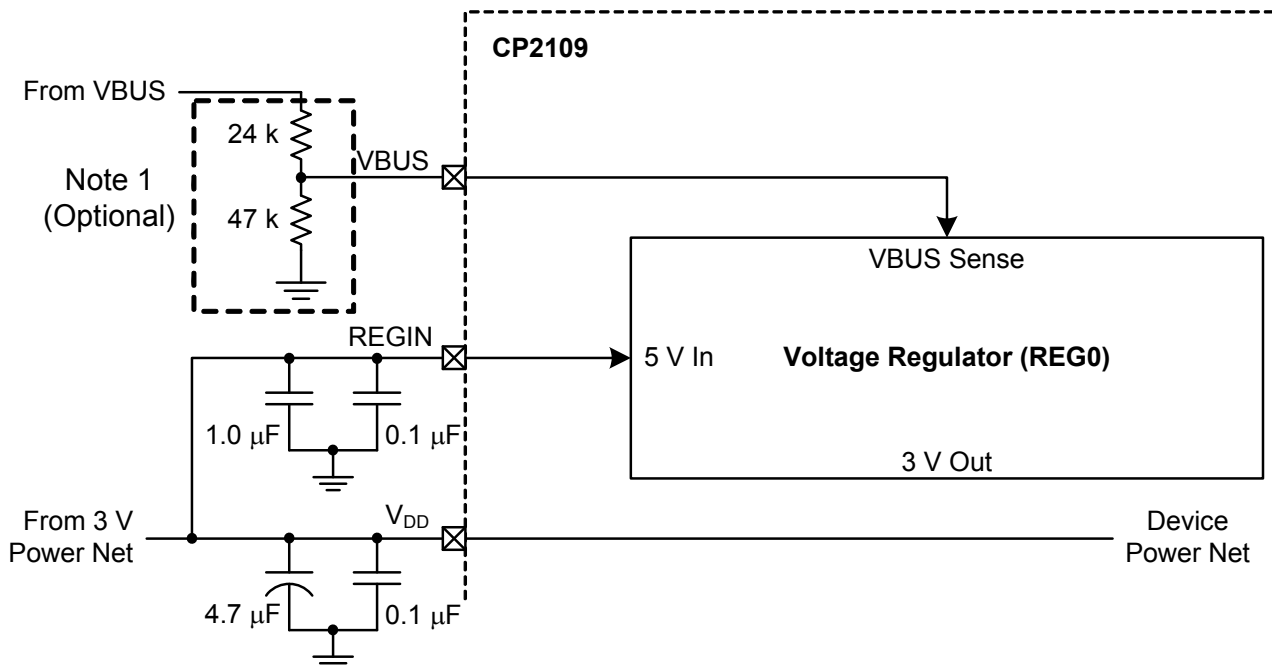 CP2109
From VBUS
24 k
VBUS
Note 1
(Optional)
47 k
VBUS Sense
REGIN
5 V In
Voltage Regulator (REG0)
1.0 μF
0.1 μF
3 V Out
From 3 V
Power Net
VDD
Device
Power Net
4.7 μF
0.1 μF